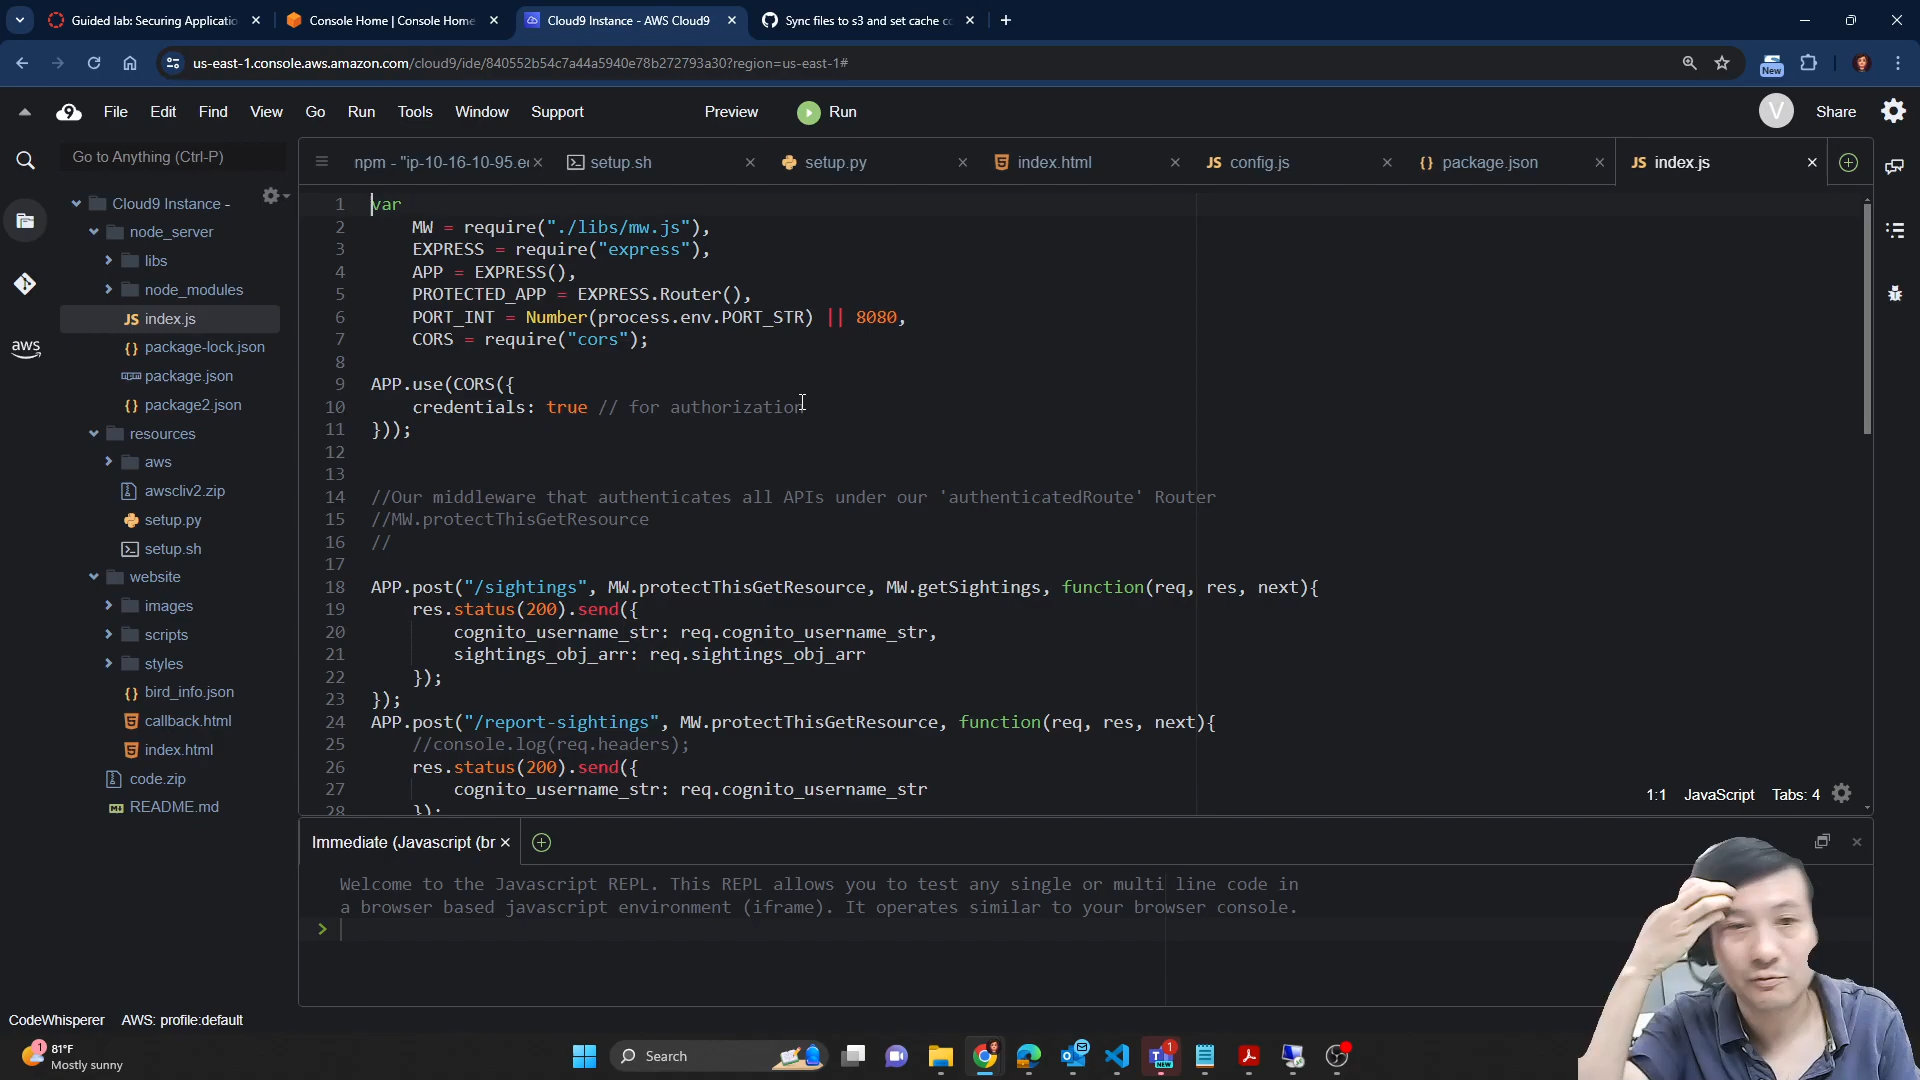 Guided lab: Securing Applicatio
Console Home | Console Home
Cloud9 Instance - AWS Cloud9
Sync files to s3 and set cache co
us-east-1.console.aws.amazon.com/cloud9/ide/840552b54c7a44a5940e78b272793a30?region=us-east-1#
New
9
File Edit Find View Go Run Tools Window Support
Preview
Run
V
Share
Go to Anything (Ctrl-P)
npm - "ip-10-16-10-95.ec
setup.sh
setup.py
index.html
JS config.js
{} package.json
JS index.js
aws
Cloud9 Instance -
node_server
libs
node_modules
JS index.js
{} package-lock.json
package.json
{} package2.json
resources
aws
awscliv2.zip
setup.py
setup.sh
website
images
scripts
styles
{} bird_info.json
callback.html
index.html
code.zip
README.md
1 var
2 MW = require("./libs/mw.js"),
3 EXPRESS = require("express"),
4 APP = EXPRESS(),
5 PROTECTED_APP = EXPRESS.Router(),
6 PORT_INT = Number(process.env.PORT_STR) || 8080,
7 CORS = require("cors");
8
9 APP.use(CORS({
10 credentials: true // for authorization
11 }));
12
13
14 //Our middleware that authenticates all APIs under our 'authenticatedRoute' Router
15 //MW.protectThisGetResource
16 //
17
18 APP.post("/sightings", MW.protectThisGetResource, MW.getSightings, function(req, res, next){
19 res.status(200).send({
20 cognito_username_str: req.cognito_username_str,
21 sightings_obj_arr: req.sightings_obj_arr
22 });
23 });
24 APP.post("/report-sightings", MW.protectThisGetResource, function(req, res, next){
25 //console.log(req.headers);
26 res.status(200).send({
27 cognito_username_str: req.cognito_username_str
28 });
1:1 JavaScript Tabs: 4
Immediate (Javascript (br
Welcome to the Javascript REPL. This REPL allows you to test any single or multi line code in
a browser based javascript environment (iframe). It operates similar to your browser console.
>
CodeWhisperer AWS: profile:default
1
81°F
Mostly sunny
Search
1
NEW